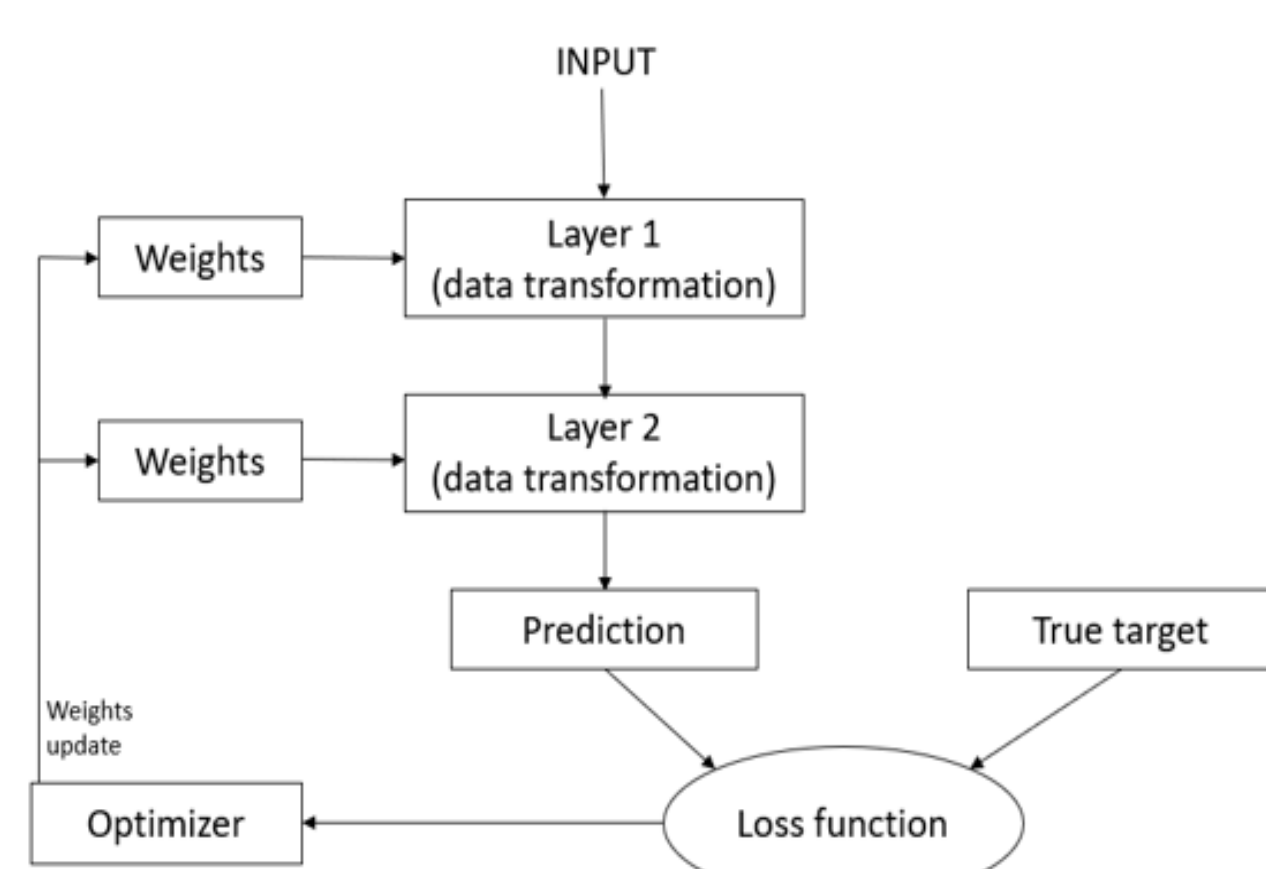 INPUT
Weights
Layer 1
(data transformation)
Weights
Layer 2
(data transformation)
Prediction
True target
Weights
update
Optimizer
Loss function